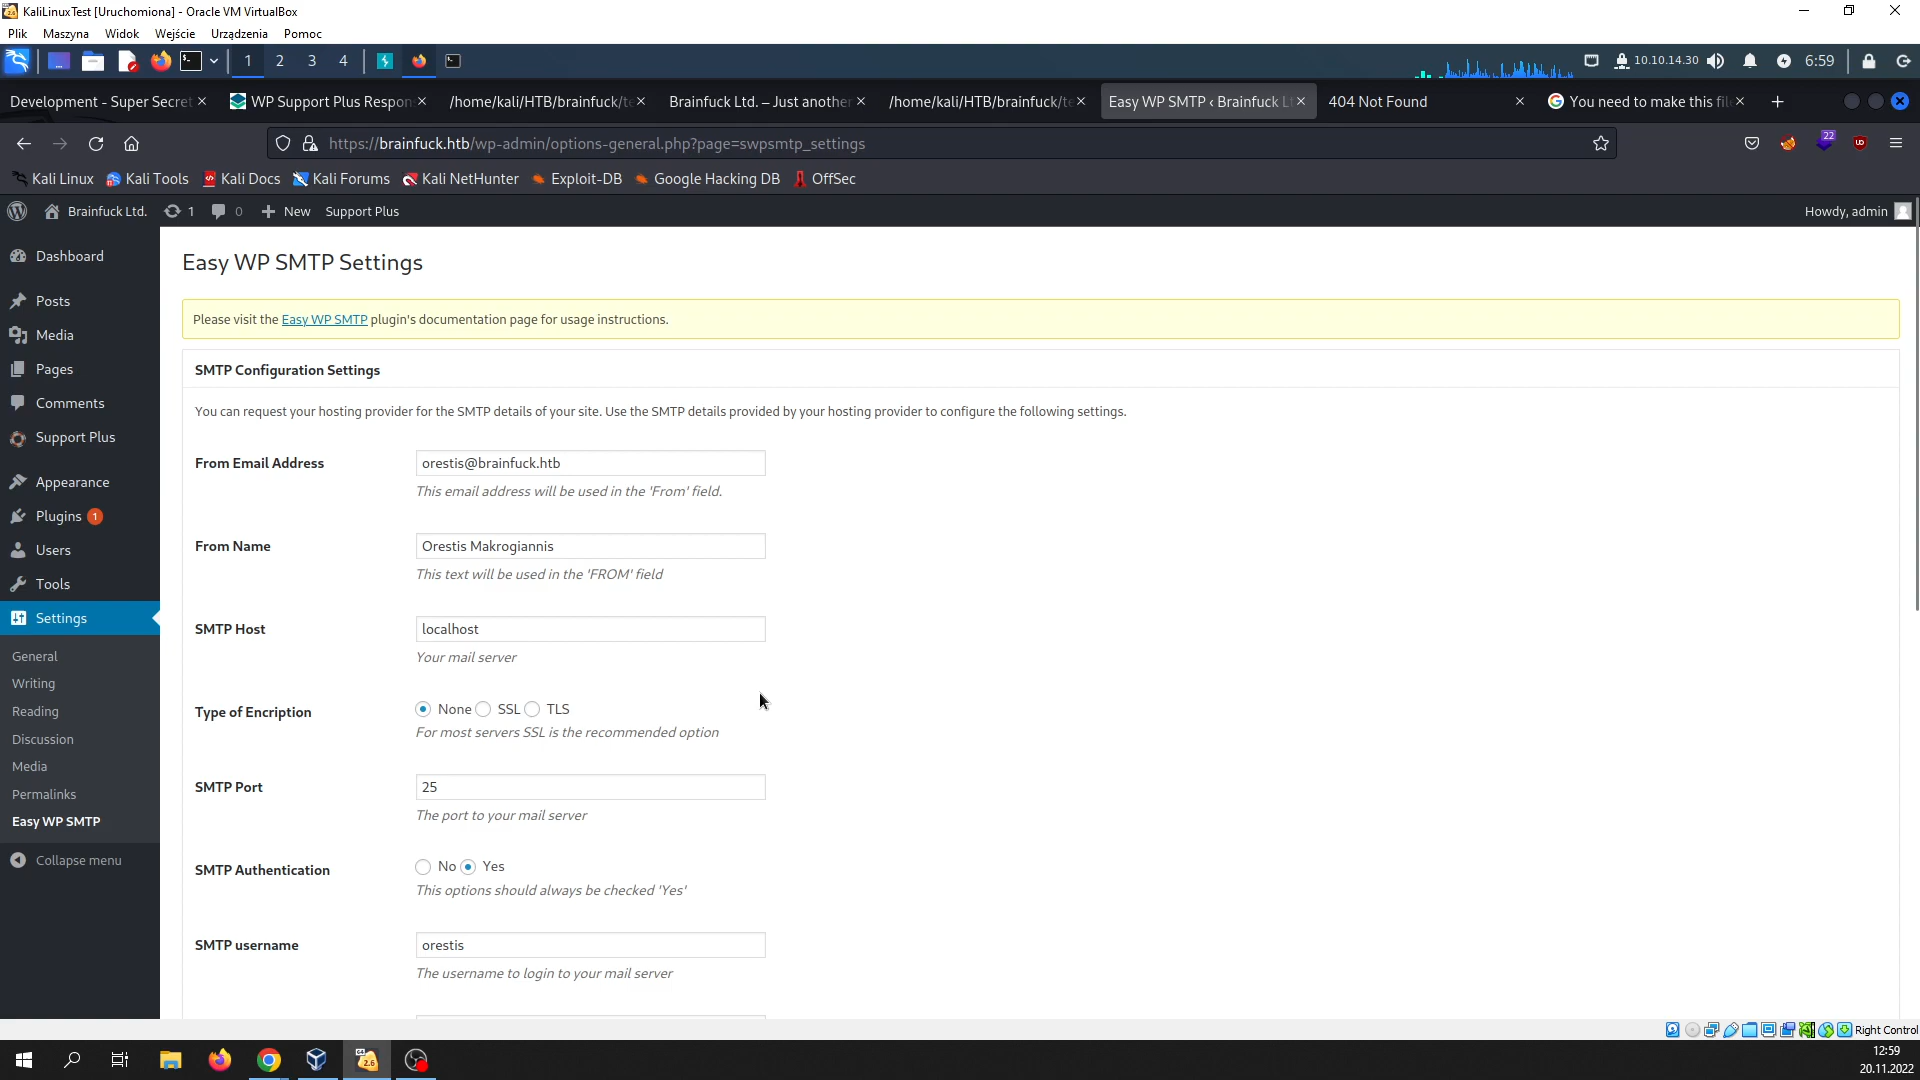 KaliLinuxTest [Uruchomiona] - Oracle VM VirtualBox
Plik Maszyna Widok Wejście Urządzenia Pomoc
1 2 3 4 10.10.14.30 6:59
Development - Super Secret WP Support Plus Respon /home/kali/HTB/brainfuck/te Brainfuck Ltd. – Just another /home/kali/HTB/brainfuck/te Easy WP SMTP ‹ Brainfuck Lt 404 Not Found You need to make this fil
https://brainfuck.htb/wp-admin/options-general.php?page=swpsmtp_settings 22
Kali Linux Kali Tools Kali Docs Kali Forums Kali NetHunter Exploit-DB Google Hacking DB OffSec
Brainfuck Ltd. 1 0 New Support Plus Howdy, admin
Dashboard
Posts
Media
Pages
Comments
Support Plus
Appearance
Plugins 1
Users
Tools
Settings
General
Writing
Reading
Discussion
Media
Permalinks
Easy WP SMTP
Collapse menu
Easy WP SMTP Settings
Please visit the Easy WP SMTP plugin's documentation page for usage instructions.
SMTP Configuration Settings
You can request your hosting provider for the SMTP details of your site. Use the SMTP details provided by your hosting provider to configure the following settings.
From Email Address orestis@brainfuck.htb
This email address will be used in the 'From' field.
From Name Orestis Makrogiannis
This text will be used in the 'FROM' field
SMTP Host localhost
Your mail server
Type of Encription None SSL TLS
For most servers SSL is the recommended option
SMTP Port 25
The port to your mail server
SMTP Authentication No Yes
This options should always be checked 'Yes'
SMTP username orestis
The username to login to your mail server
Right Control
12:59
20.11.2022